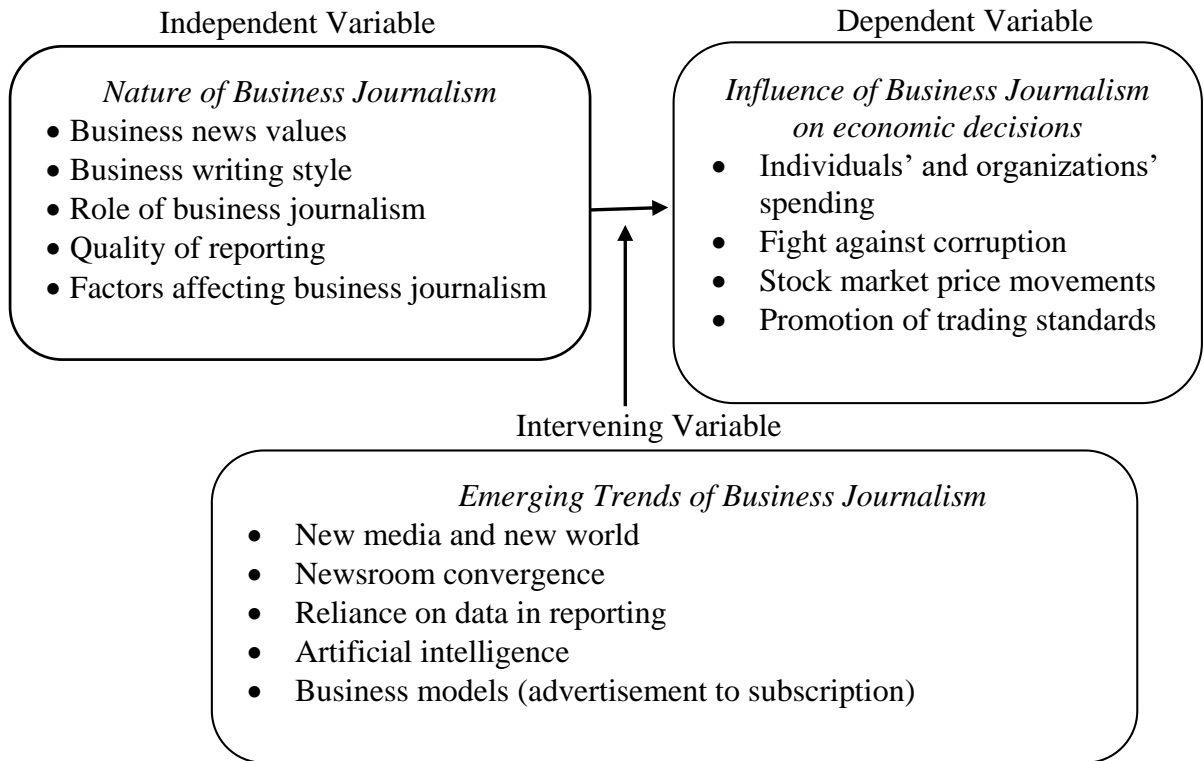 Independent Variable
Nature of Business Journalism
• Business news values
• Business writing style
• Role of business journalism
• Quality of reporting
• Factors affecting business journalism
Dependent Variable
Influence of Business Journalism
on economic decisions
• Individuals’ and organizations’
spending
• Fight against corruption
• Stock market price movements
• Promotion of trading standards
Intervening Variable
Emerging Trends of Business Journalism
• New media and new world
• Newsroom convergence
• Reliance on data in reporting
• Artificial intelligence
• Business models (advertisement to subscription)